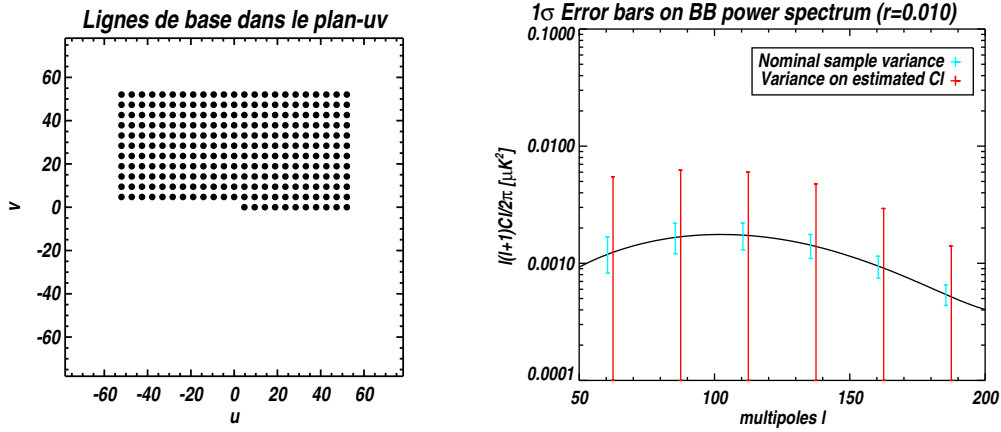 Lignes de base dans le plan-uv
60
40
20
0
-20
-40
-60
v
-60 -40 -20 0 20 40 60
u
1σ Error bars on BB power spectrum (r=0.010)
0.1000
0.0100
0.0010
0.0001
l(l+1)Cl/2π [μK²]
Nominal sample variance
Variance on estimated Cl
50 100 150 200
multipoles l